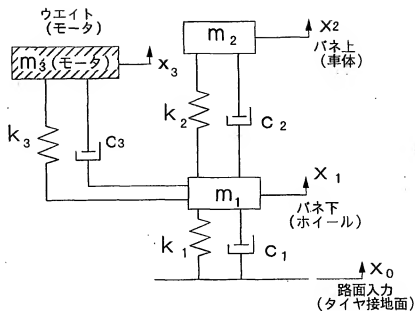 ウエイト
(モータ)
m3(モータ)
x3
k3
c3
m2
x2
バネ上
(車体)
k2
c2
m1
x1
バネ下
(ホイール)
k1
c1
x0
路面入力
(タイヤ接地面)